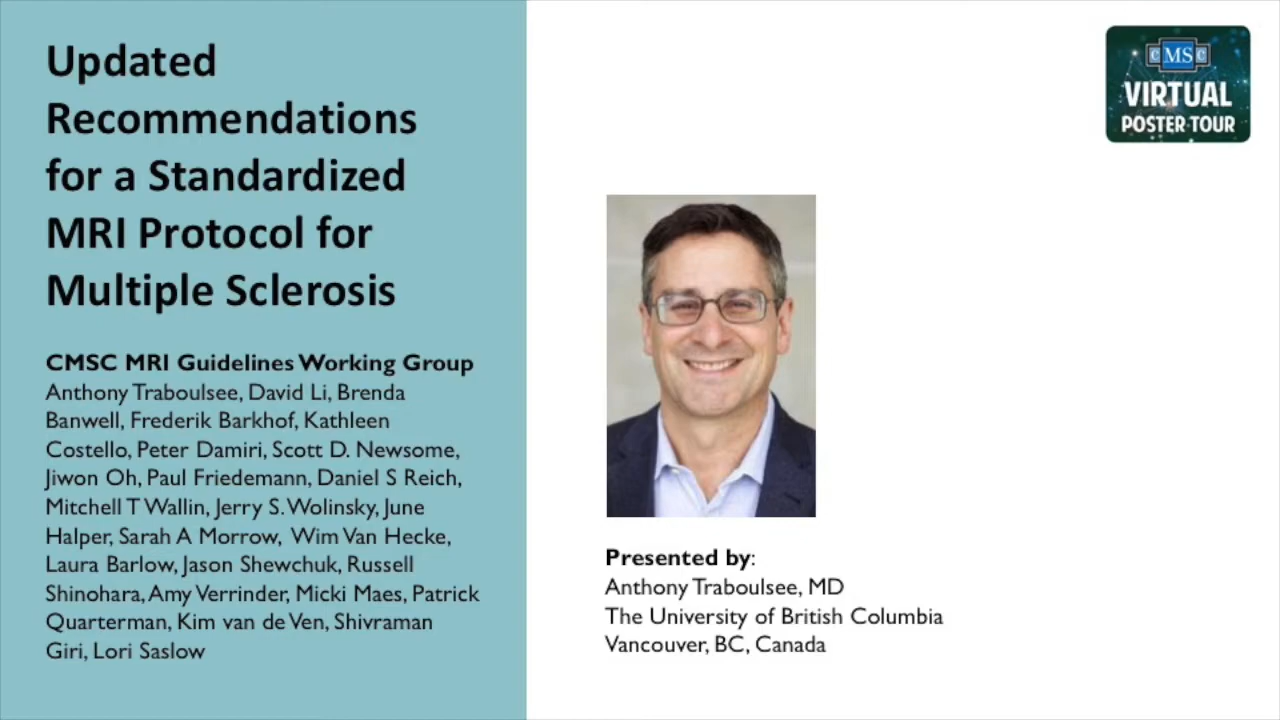 Updated
Recommendations
for a Standardized
MRI Protocol for
Multiple Sclerosis
CMSC MRI Guidelines Working Group
Anthony Traboulsee, David Li, Brenda
Banwell, Frederik Barkhof, Kathleen
Costello, Peter Damiri, Scott D. Newsome,
Jiwon Oh, Paul Friedemann, Daniel S Reich,
Mitchell T Wallin, Jerry S. Wolinsky, June
Halper, Sarah A Morrow, Wim Van Hecke,
Laura Barlow, Jason Shewchuk, Russell
Shinohara, Amy Verrinder, Micki Maes, Patrick
Quarterman, Kim van de Ven, Shivraman
Giri, Lori Saslow
cMSc
VIRTUAL
POSTER TOUR
Presented by:
Anthony Traboulsee, MD
The University of British Columbia
Vancouver, BC, Canada